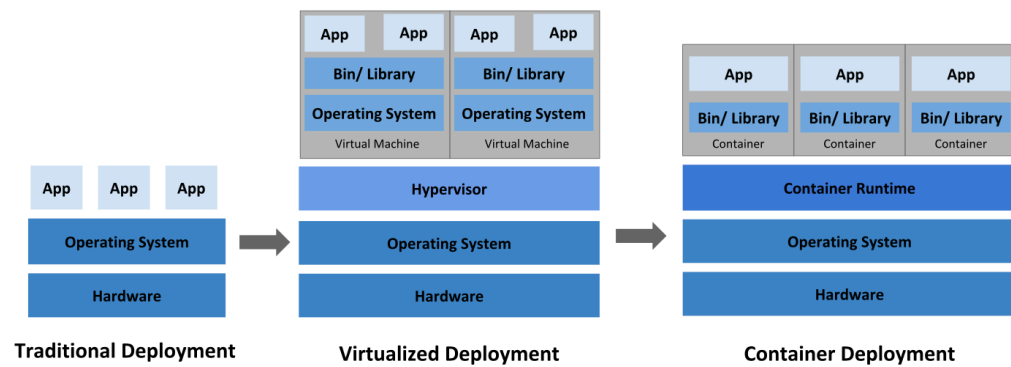 App App App
Operating System
Hardware
Traditional Deployment
App App App App
Bin/ Library Bin/ Library
Operating System Operating System
Virtual Machine Virtual Machine
Hypervisor
Operating System
Hardware
Virtualized Deployment
App App App
Bin/ Library Bin/ Library Bin/ Library
Container Container Container
Container Runtime
Operating System
Hardware
Container Deployment